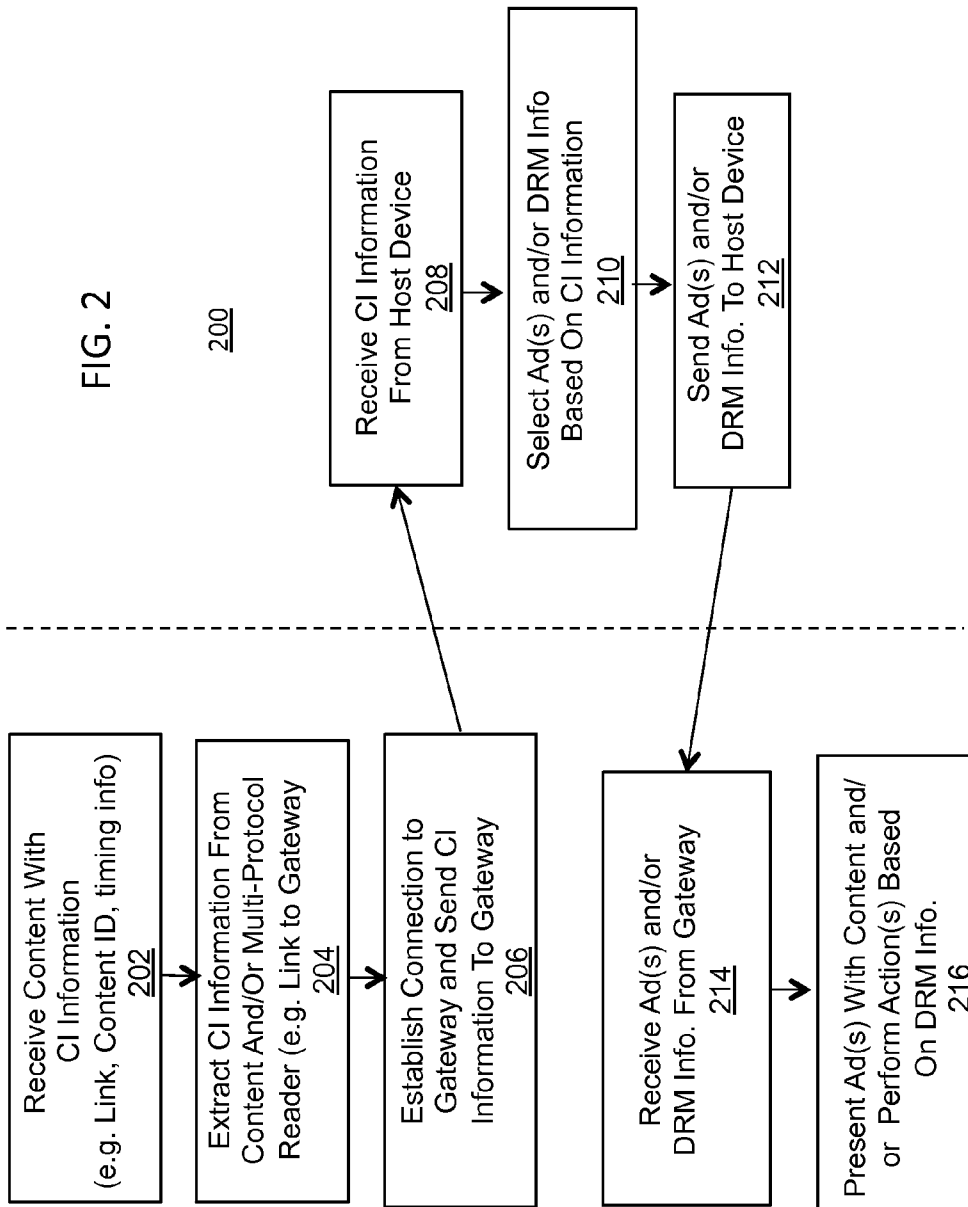 FIG. 2
200
Receive Content With
CI Information
(e.g. Link, Content ID, timing info)
202
Extract CI Information From
Content And/Or Multi-Protocol
Reader (e.g. Link to Gateway
204
Establish Connection to
Gateway and Send CI
Information To Gateway
206
Receive CI Information
From Host Device
208
Select Ad(s) and/or DRM Info
Based On CI Information
210
Send Ad(s) and/or
DRM Info. To Host Device
212
Receive Ad(s) and/or
DRM Info. From Gateway
214
Present Ad(s) With Content and/
or Perform Action(s) Based
On DRM Info.
216